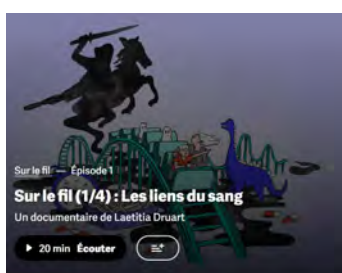 Sur le fil — Épisode 1
Sur le fil (1/4) : Les liens du sang
Un documentaire de Laetitia Druart
20 min Écouter